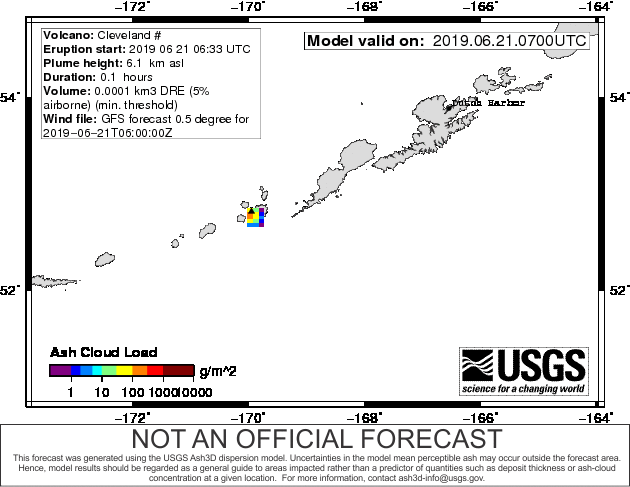 −172˚ −170˚ −168˚ −166˚ −164˚
Volcano: Cleveland #
Eruption start: 2019 06 21 06:33 UTC
Plume height: 6.1 km asl
Duration: 0.1 hours
Volume: 0.0001 km3 DRE (5%
airborne) (min. threshold)
Wind file: GFS forecast 0.5 degree for
2019−06−21T06:00:00Z
Model valid on: 2019.06.21.0700UTC
54˚ 54˚
Dutch Harbor
52˚ 52˚
Ash Cloud Load
g/m^2
1 10 100 1000 10000
USGS
science for a changing world
−172˚ −170˚ −168˚ −166˚ −164˚
NOT AN OFFICIAL FORECAST
This forecast was generated using the USGS Ash3D dispersion model. Uncertainties in the model mean perceptible ash may occur outside the forecast area.
Hence, model results should be regarded as a general guide to areas impacted rather than a predictor of quantities such as deposit thickness or ash-cloud
concentration at a given location. For more information, contact ash3d-info@usgs.gov.